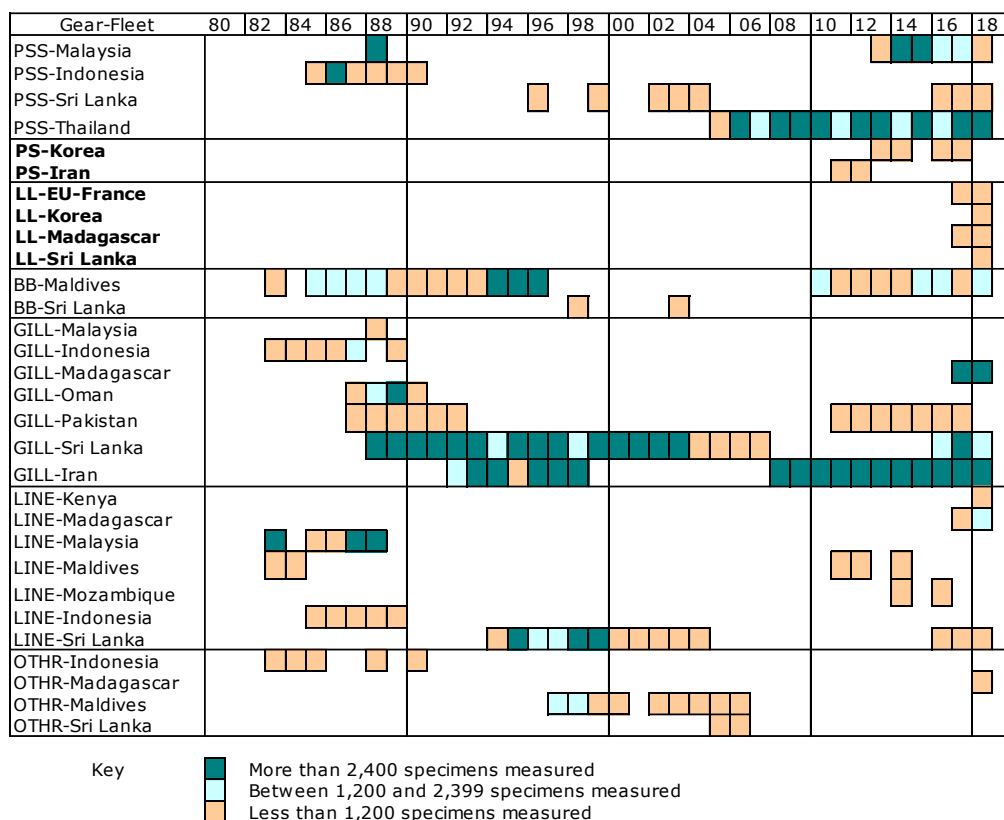 Gear-Fleet 80 82 84 86 88 90 92 94 96 98 00 02 04 06 08 10 12 14 16 18
PSS-Malaysia
PSS-Indonesia
PSS-Sri Lanka
PSS-Thailand
PS-Korea
PS-Iran
LL-EU-France
LL-Korea
LL-Madagascar
LL-Sri Lanka
BB-Maldives
BB-Sri Lanka
GILL-Malaysia
GILL-Indonesia
GILL-Madagascar
GILL-Oman
GILL-Pakistan
GILL-Sri Lanka
GILL-Iran
LINE-Kenya
LINE-Madagascar
LINE-Malaysia
LINE-Maldives
LINE-Mozambique
LINE-Indonesia
LINE-Sri Lanka
OTHR-Indonesia
OTHR-Madagascar
OTHR-Maldives
OTHR-Sri Lanka
Key
More than 2,400 specimens measured
Between 1,200 and 2,399 specimens measured
Less than 1,200 specimens measured